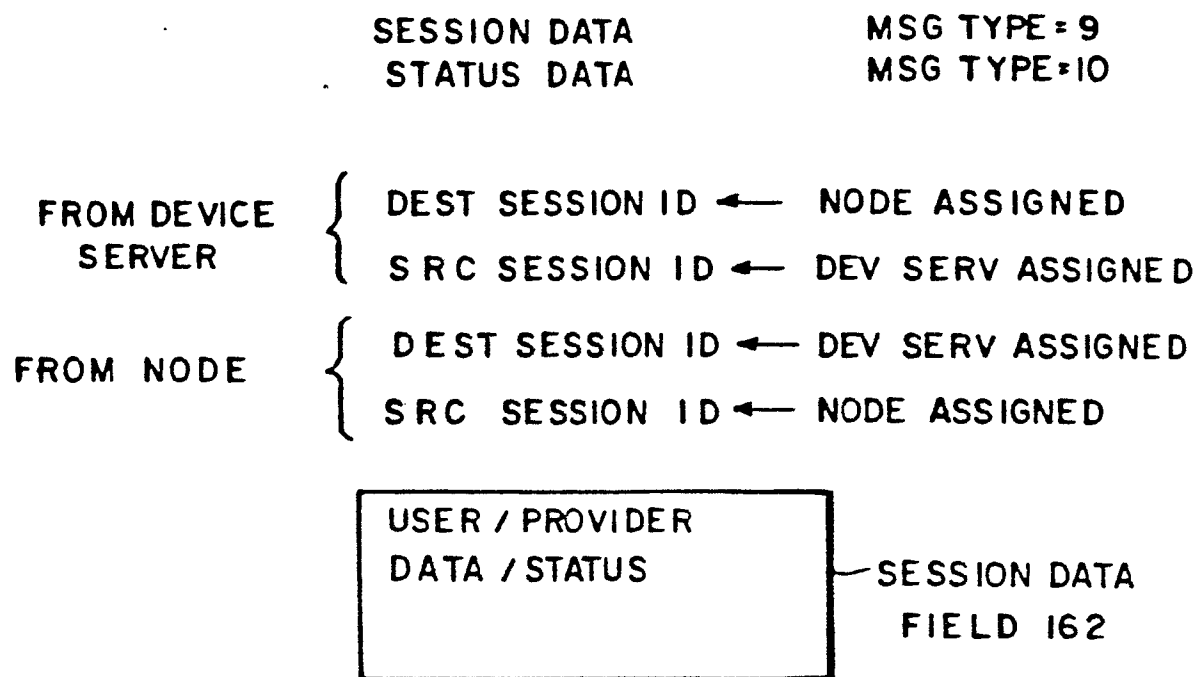 SESSION DATA MSG TYPE=9
STATUS DATA MSG TYPE=10
FROM DEVICE SERVER
DEST SESSION ID ← NODE ASSIGNED
SRC SESSION ID ← DEV SERV ASSIGNED
FROM NODE
DEST SESSION ID ← DEV SERV ASSIGNED
SRC SESSION ID ← NODE ASSIGNED
USER / PROVIDER
DATA / STATUS
SESSION DATA
FIELD 162